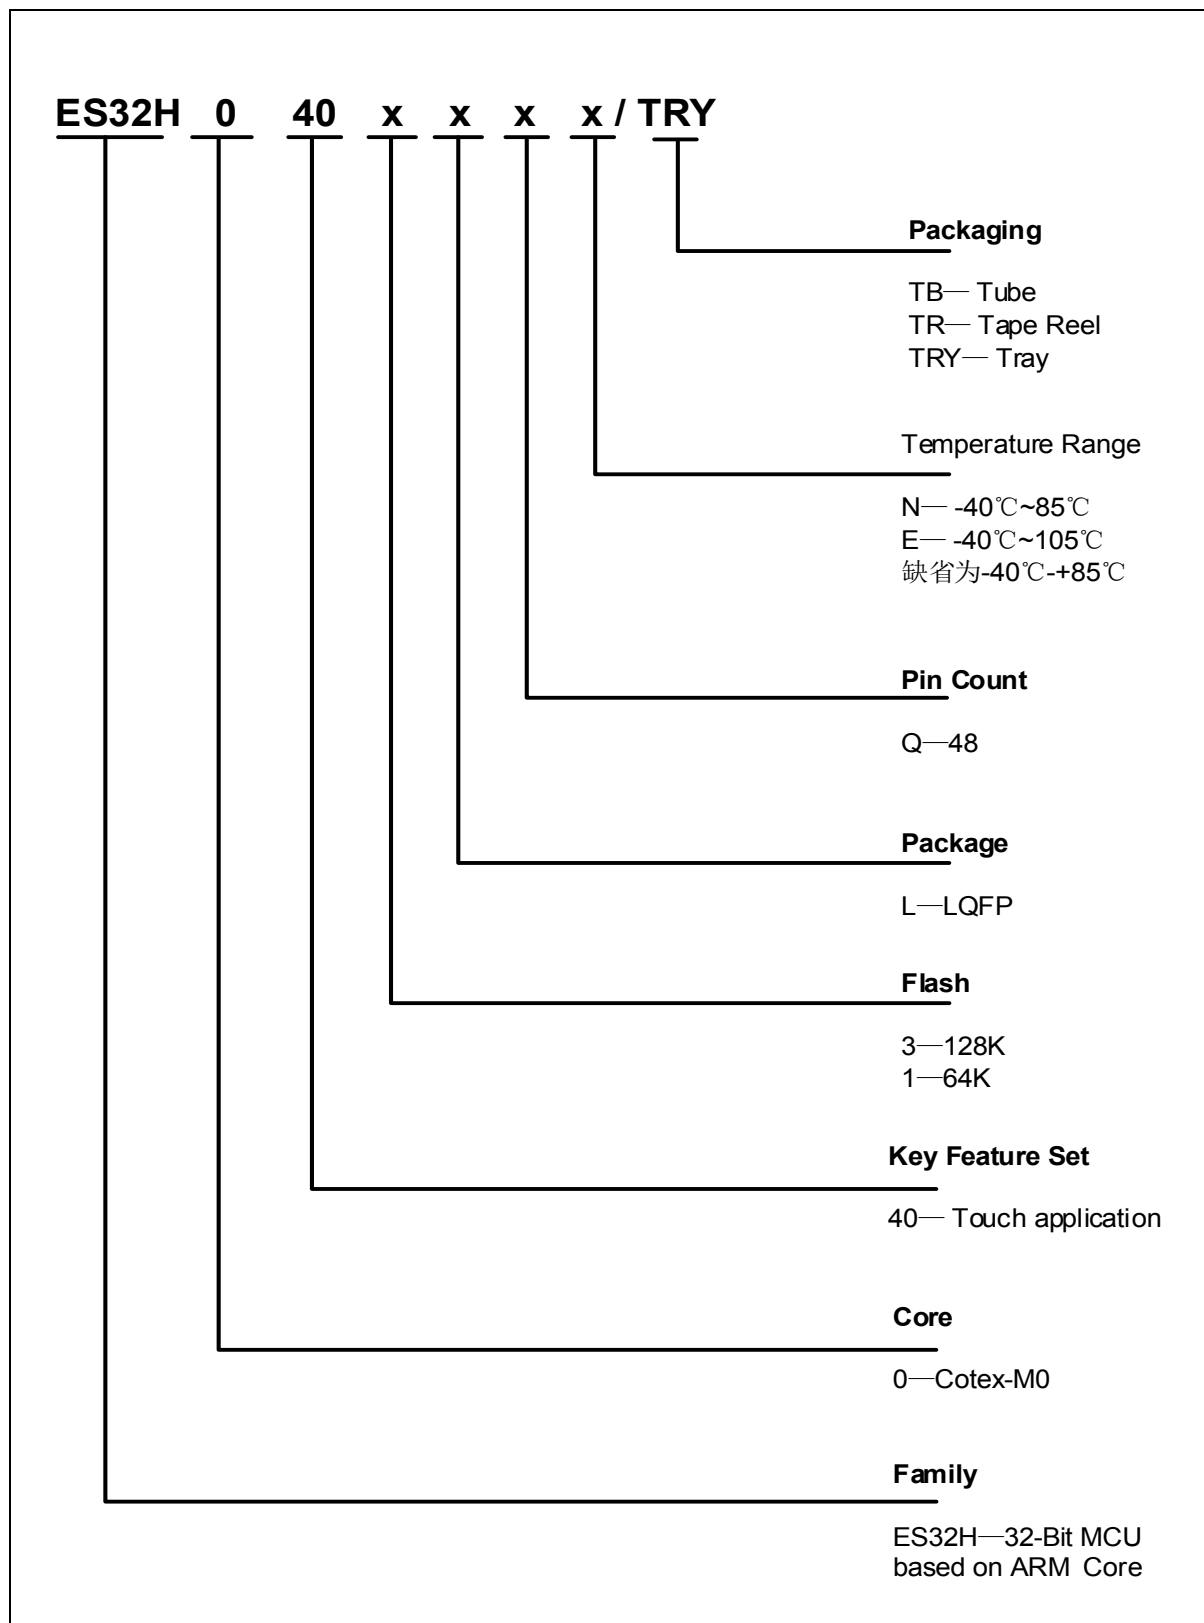 ES32H 0 40 x x x x / TRY
Packaging
TB— Tube
TR— Tape Reel
TRY— Tray
Temperature Range
N— -40℃~85℃
E— -40℃~105℃
缺省为-40℃-+85℃
Pin Count
Q—48
Package
L—LQFP
Flash
3—128K
1—64K
Key Feature Set
40— Touch application
Core
0—Cotex-M0
Family
ES32H—32-Bit MCU
based on ARM Core